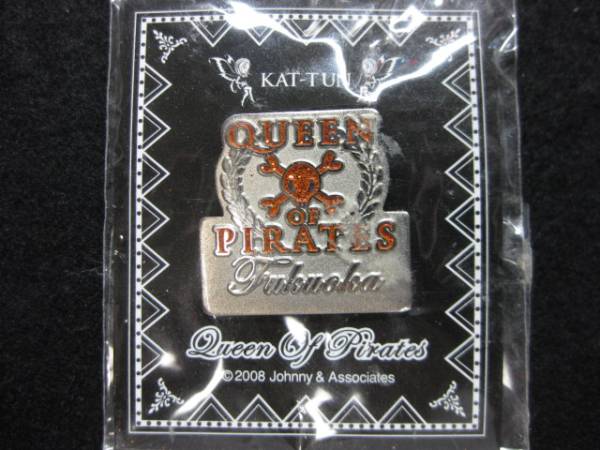 KAT-TUN
QUEEN
OF
PIRATES
Fukuoka
Queen Of Pirates
©2008 Johnny & Associates